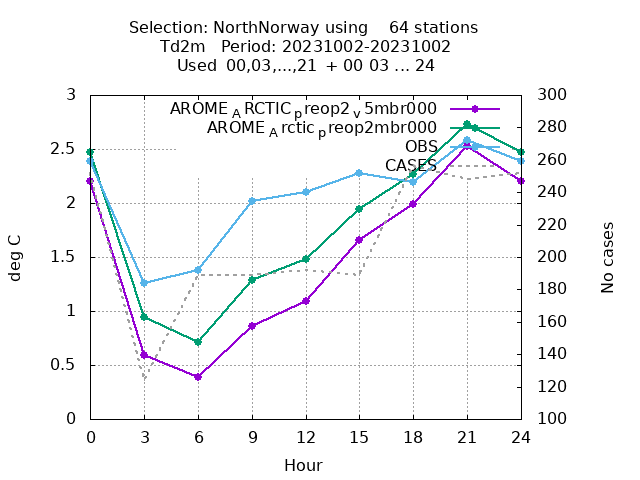 Selection: NorthNorway using    64 stations
Td2m   Period: 20231002-20231002
Used  00,03,...,21  + 00 03 ... 24
AROME_ARCTIC_preop2_v5mbr000
AROME_Arctic_preop2mbr000
OBS
CASES
3
2.5
2
1.5
1
0.5
0
300
280
260
240
220
200
180
160
140
120
100
deg C
No cases
0 3 6 9 12 15 18 21 24
Hour